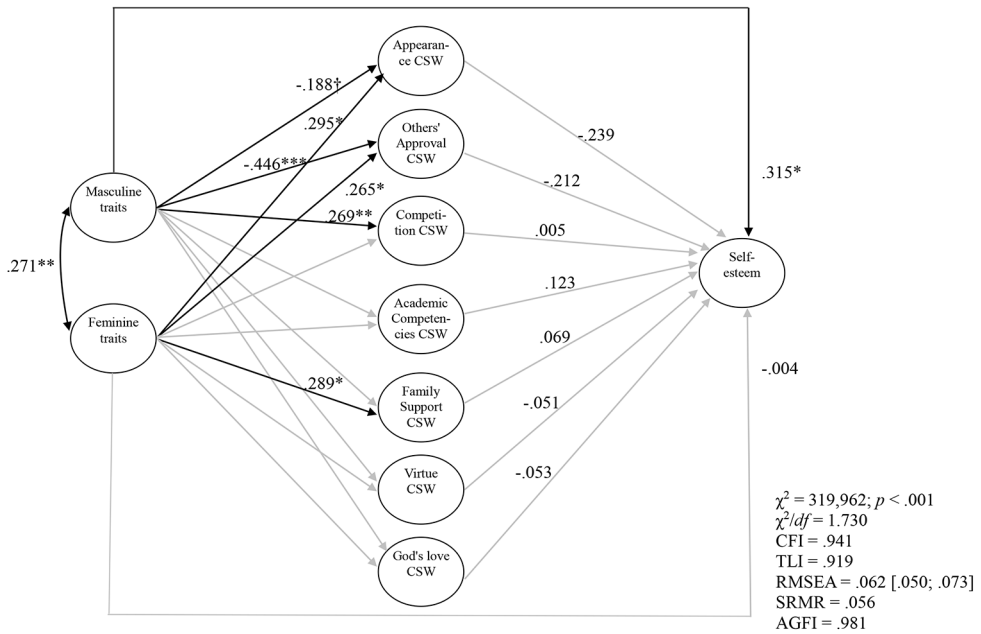 Appearan-
ce CSW
-.188†
.295*
Others'
Approval
CSW
-.239
-.446***
.315*
-.212
.265*
Masculine
traits
.269**
Competi-
tion CSW
.005
Self-
esteem
.271**
.123
Feminine
traits
Academic
Competen-
cies CSW
.069
-.004
.289*
Family
Support
CSW
-.051
Virtue
CSW
-.053
God's love
CSW
χ² = 319,962; p < .001
χ²/df = 1.730
CFI = .941
TLI = .919
RMSEA = .062 [.050; .073]
SRMR = .056
AGFI = .981